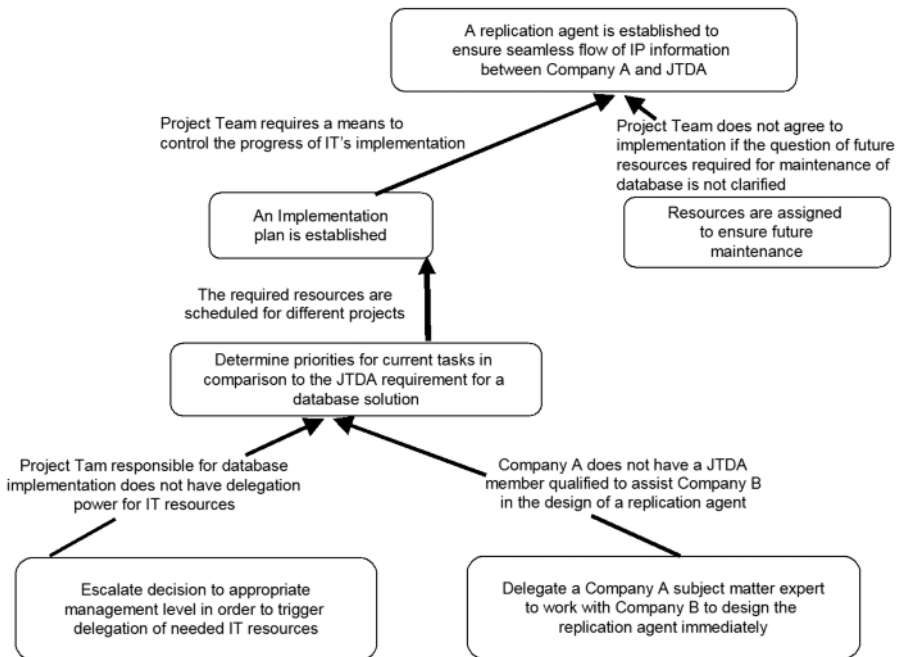 A replication agent is established to
ensure seamless flow of IP information
between Company A and JTDA
Project Team requires a means to
control the progress of IT's implementation
Project Team does not agree to
implementation if the question of future
resources required for maintenance of
database is not clarified
An Implementation
plan is established
Resources are assigned
to ensure future
maintenance
The required resources are
scheduled for different projects
Determine priorities for current tasks in
comparison to the JTDA requirement for a
database solution
Project Tam responsible for database
implementation does not have delegation
power for IT resources
Company A does not have a JTDA
member qualified to assist Company B
in the design of a replication agent
Escalate decision to appropriate
management level in order to trigger
delegation of needed IT resources
Delegate a Company A subject matter expert
to work with Company B to design the
replication agent immediately